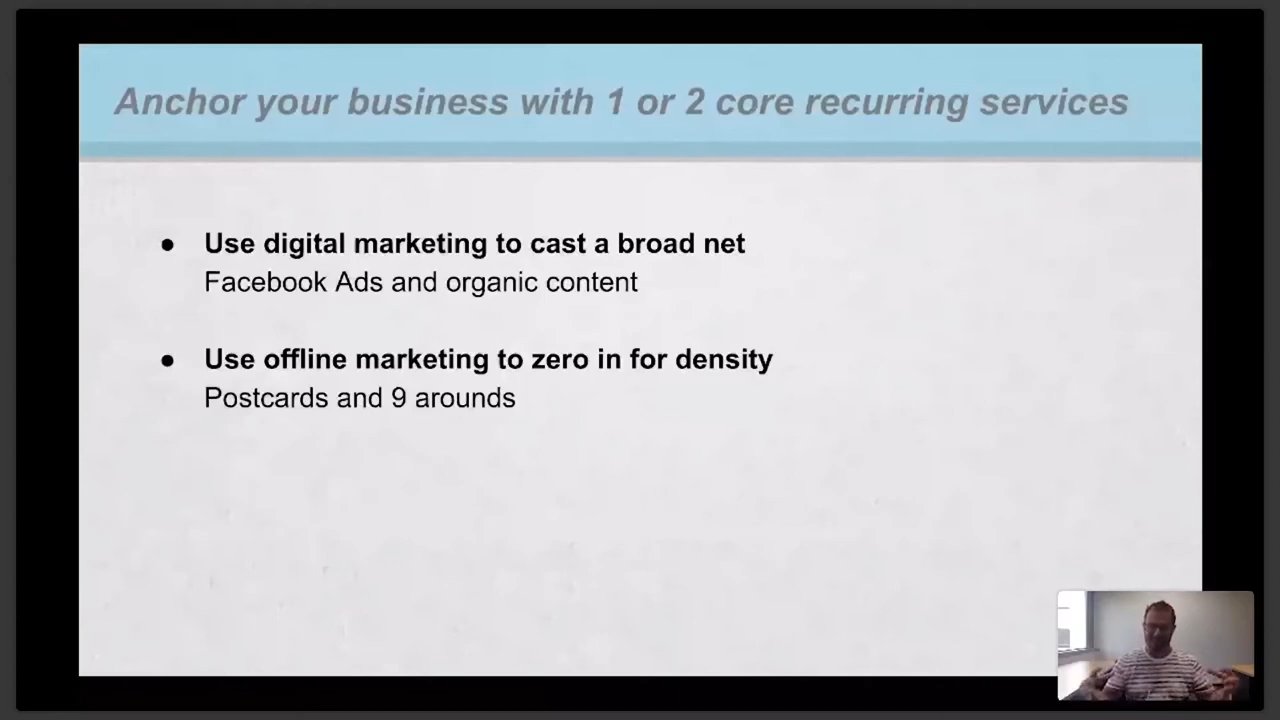 Anchor your business with 1 or 2 core recurring services
● Use digital marketing to cast a broad net
Facebook Ads and organic content
● Use offline marketing to zero in for density
Postcards and 9 arounds